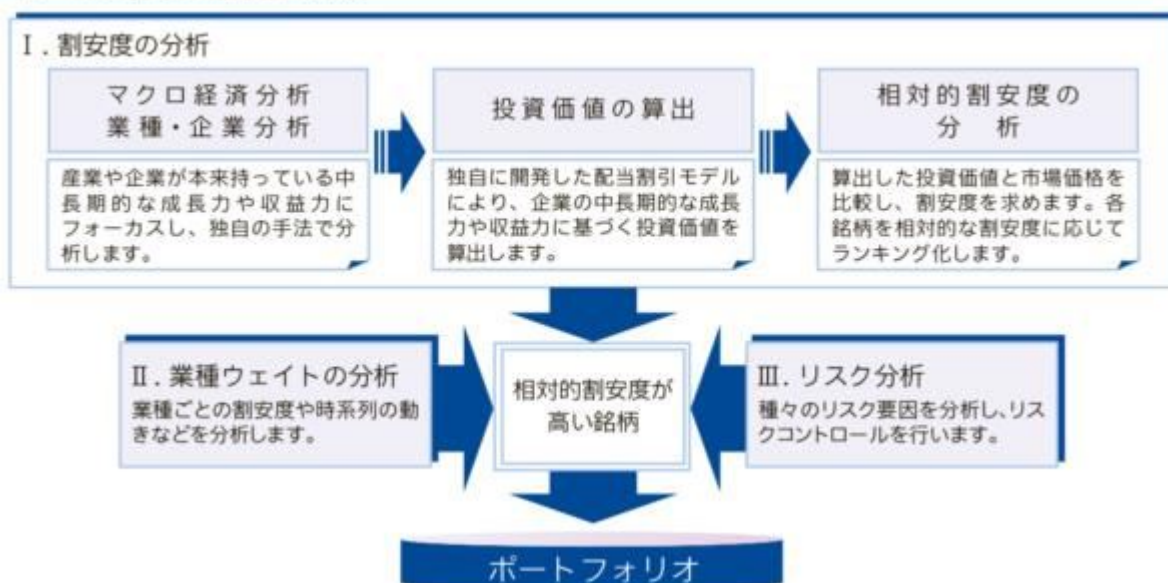 Ⅰ. 割安度の分析
マクロ経済分析
業種・企業分析
産業や企業が本来持っている中
長期的な成長力や収益力に
フォーカスし、独自の手法で分
析します。
投資価値の算出
独自に開発した配当割引モデル
により、企業の中長期的な成長
力や収益力に基づく投資価値を
算出します。
相対的割安度の
分 析
算出した投資価値と市場価格を
比較し、割安度を求めます。各
銘柄を相対的な割安度に応じて
ランキング化します。
Ⅱ. 業種ウェイトの分析
業種ごとの割安度や時系列の動
きなどを分析します。
相対的割安度が
高い銘柄
Ⅲ. リスク分析
種々のリスク要因を分析し、リス
クコントロールを行います。
ポートフォリオ